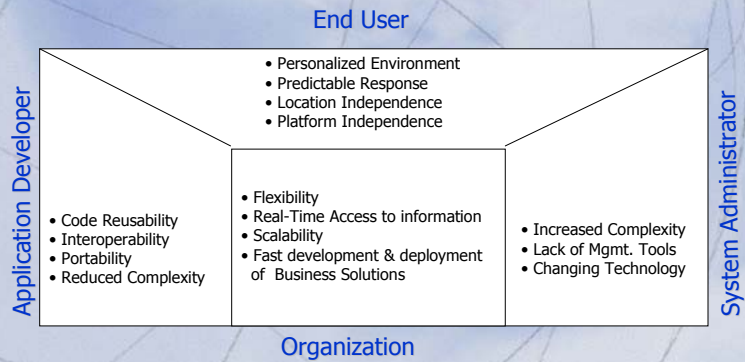 End User
• Personalized Environment
• Predictable Response
• Location Independence
• Platform Independence
Application Developer
• Code Reusability
• Interoperability
• Portability
• Reduced Complexity
• Flexibility
• Real-Time Access to information
• Scalability
• Fast development & deployment
of Business Solutions
• Increased Complexity
• Lack of Mgmt. Tools
• Changing Technology
System Administrator
Organization